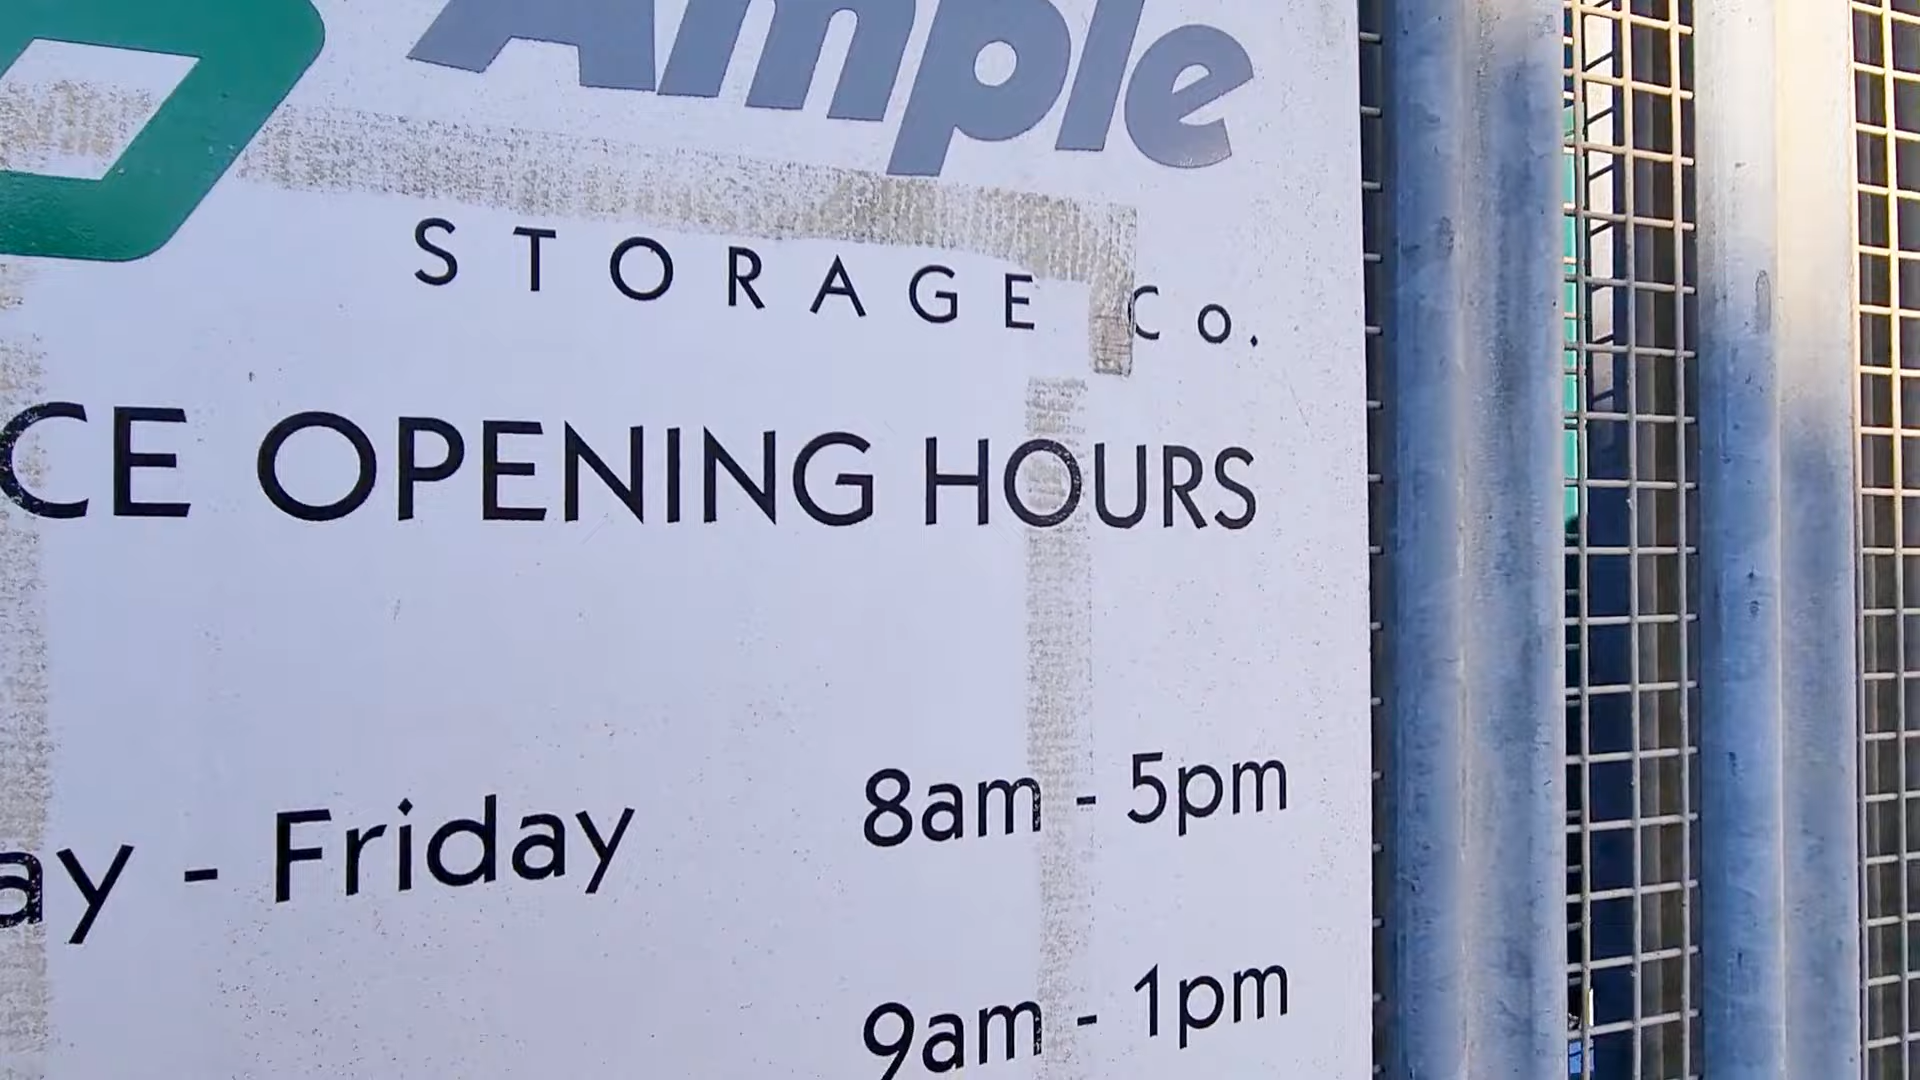 Ample
STORAGE Co.
CE OPENING HOURS
ay - Friday 8am - 5pm
9am - 1pm